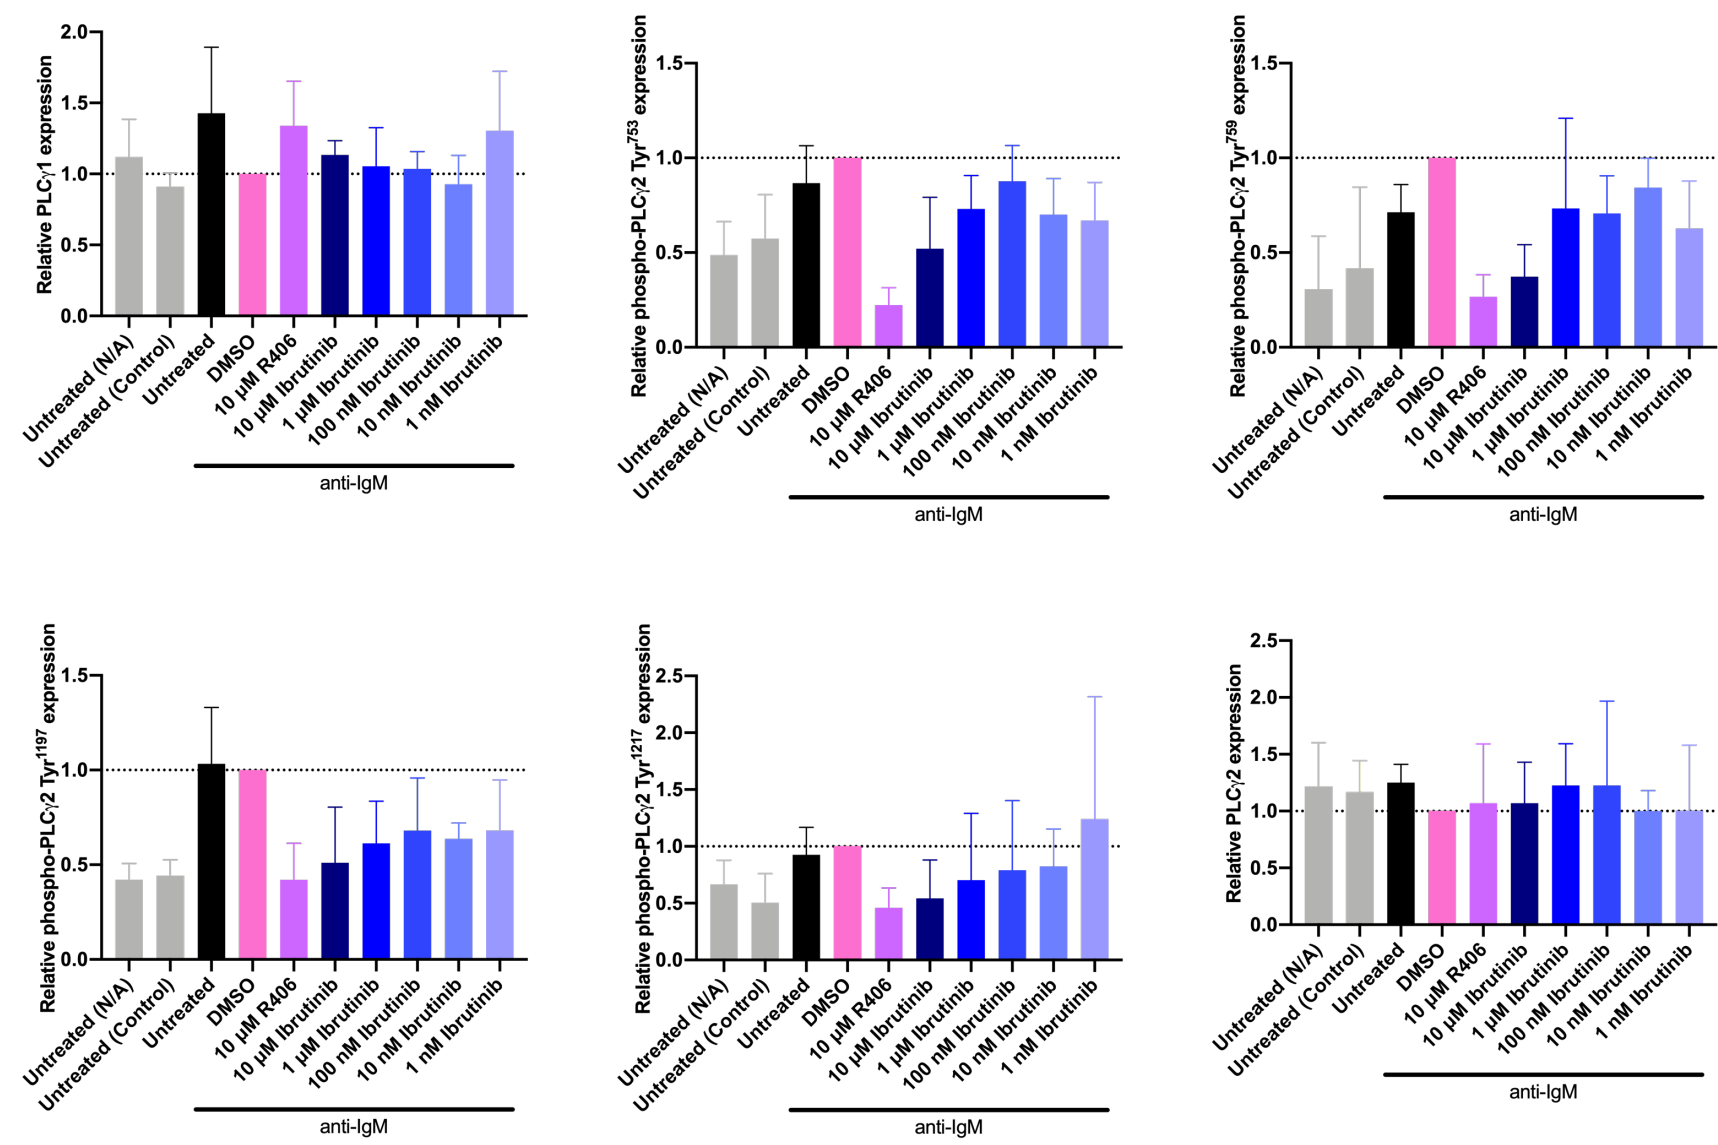 Relative PLCγ1 expression
2.0
1.5
1.0
0.5
0.0
Untreated (N/A)
Untreated (Control)
Untreated
DMSO
10 µM R406
10 µM Ibrutinib
1 µM Ibrutinib
100 nM Ibrutinib
10 nM Ibrutinib
1 nM Ibrutinib
anti-IgM
Relative phospho-PLCγ2 Tyr753 expression
1.5
1.0
0.5
0.0
Untreated (N/A)
Untreated (Control)
Untreated
DMSO
10 µM R406
10 µM Ibrutinib
1 µM Ibrutinib
100 nM Ibrutinib
10 nM Ibrutinib
1 nM Ibrutinib
anti-IgM
Relative phospho-PLCγ2 Tyr759 expression
1.5
1.0
0.5
0.0
Untreated (N/A)
Untreated (Control)
Untreated
DMSO
10 µM R406
10 µM Ibrutinib
1 µM Ibrutinib
100 nM Ibrutinib
10 nM Ibrutinib
1 nM Ibrutinib
anti-IgM
Relative phospho-PLCγ2 Tyr1197 expression
1.5
1.0
0.5
0.0
Untreated (N/A)
Untreated (Control)
Untreated
DMSO
10 µM R406
10 µM Ibrutinib
1 µM Ibrutinib
100 nM Ibrutinib
10 nM Ibrutinib
1 nM Ibrutinib
anti-IgM
Relative phospho-PLCγ2 Tyr1217 expression
2.5
2.0
1.5
1.0
0.5
0.0
Untreated (N/A)
Untreated (Control)
Untreated
DMSO
10 µM R406
10 µM Ibrutinib
1 µM Ibrutinib
100 nM Ibrutinib
10 nM Ibrutinib
1 nM Ibrutinib
anti-IgM
Relative PLCγ2 expression
2.5
2.0
1.5
1.0
0.5
0.0
Untreated (N/A)
Untreated (Control)
Untreated
DMSO
10 µM R406
10 µM Ibrutinib
1 µM Ibrutinib
100 nM Ibrutinib
10 nM Ibrutinib
1 nM Ibrutinib
anti-IgM